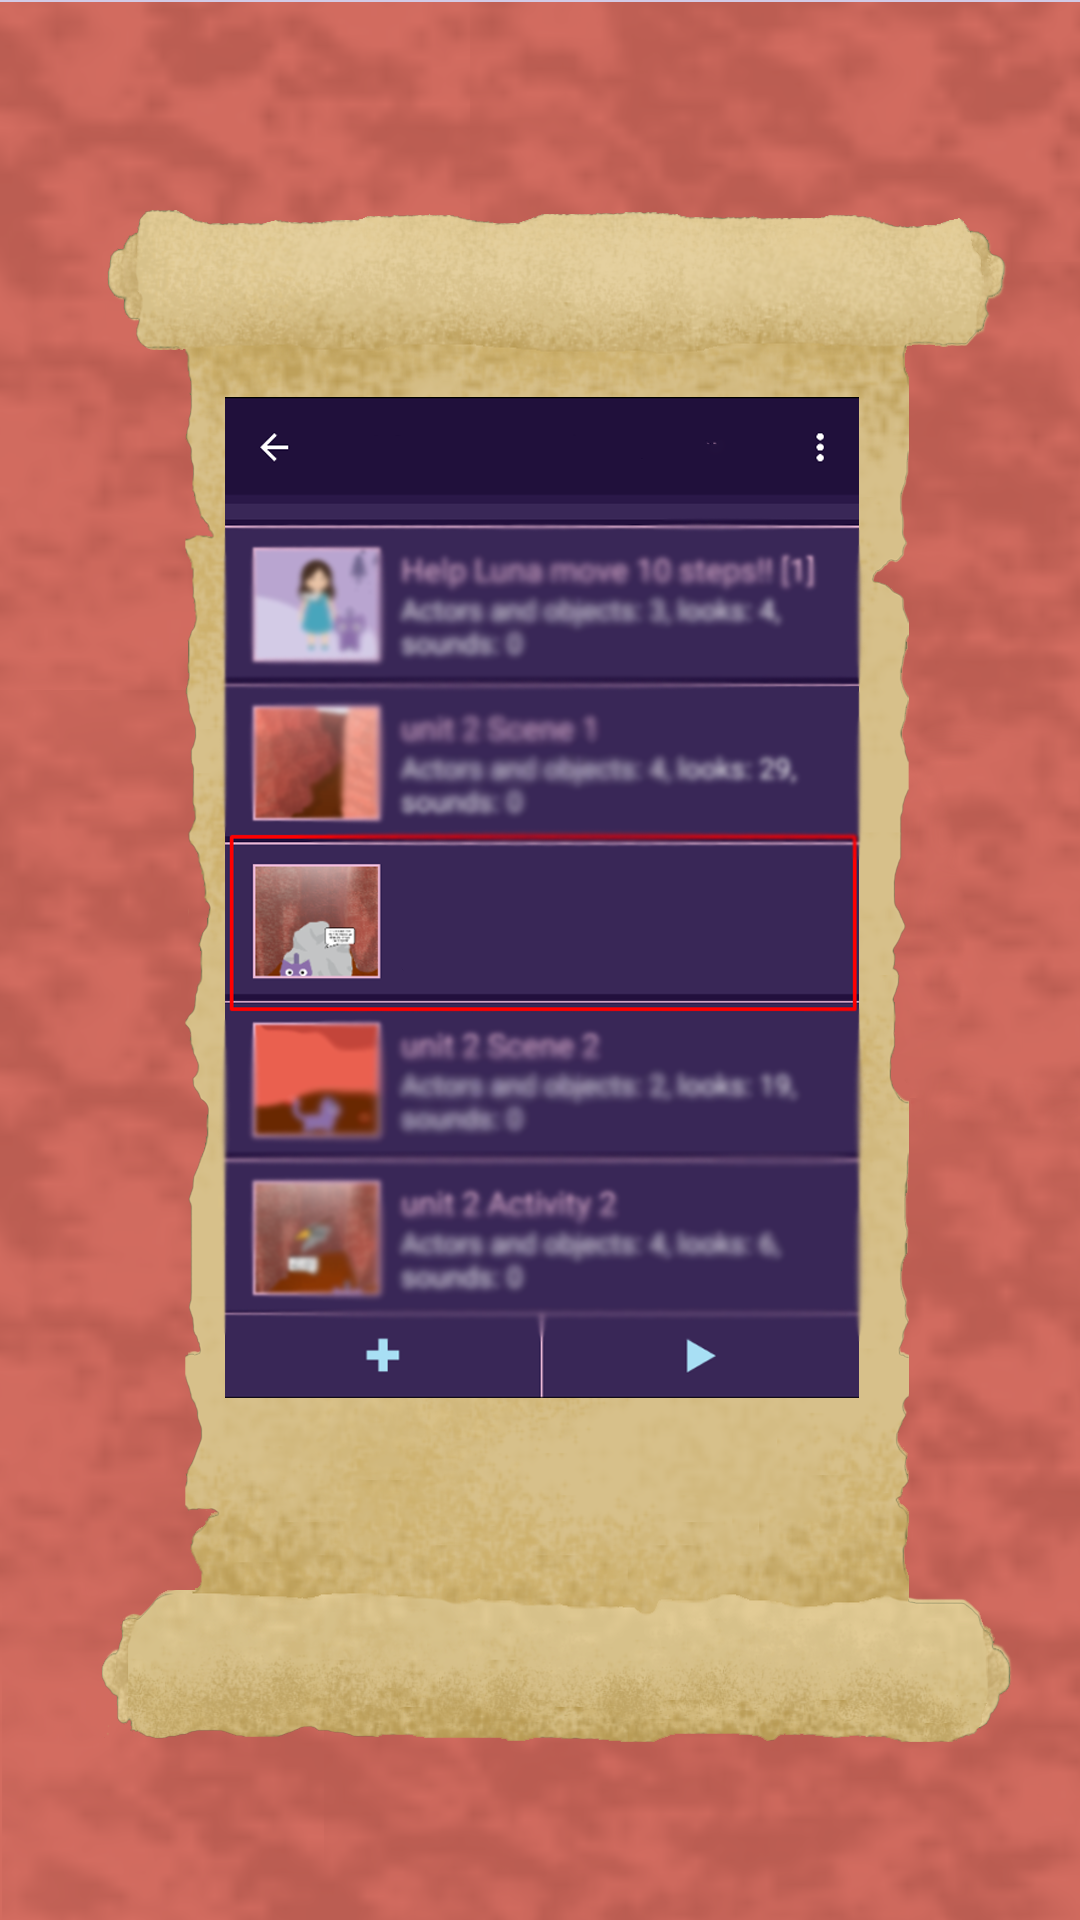 Help Luna move 10 steps!! [1]
Actors and objects: 3, looks: 4,
sounds: 0
unit 2 Scene 1
Actors and objects: 4, looks: 29,
sounds: 0
unit 2 Scene 2
Actors and objects: 2, looks: 19,
sounds: 0
unit 2 Activity 2
Actors and objects: 4, looks: 6,
sounds: 0